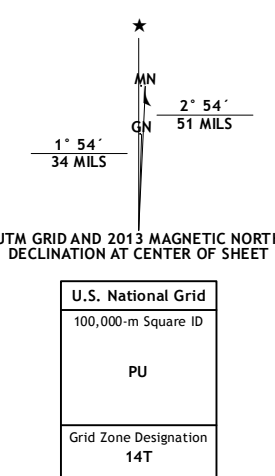 ★
MN
GN
2° 54´
51 MILS
1° 54´
34 MILS
UTM GRID AND 2013 MAGNETIC NORTH
DECLINATION AT CENTER OF SHEET
U.S. National Grid
100,000-m Square ID
PU
Grid Zone Designation
14T